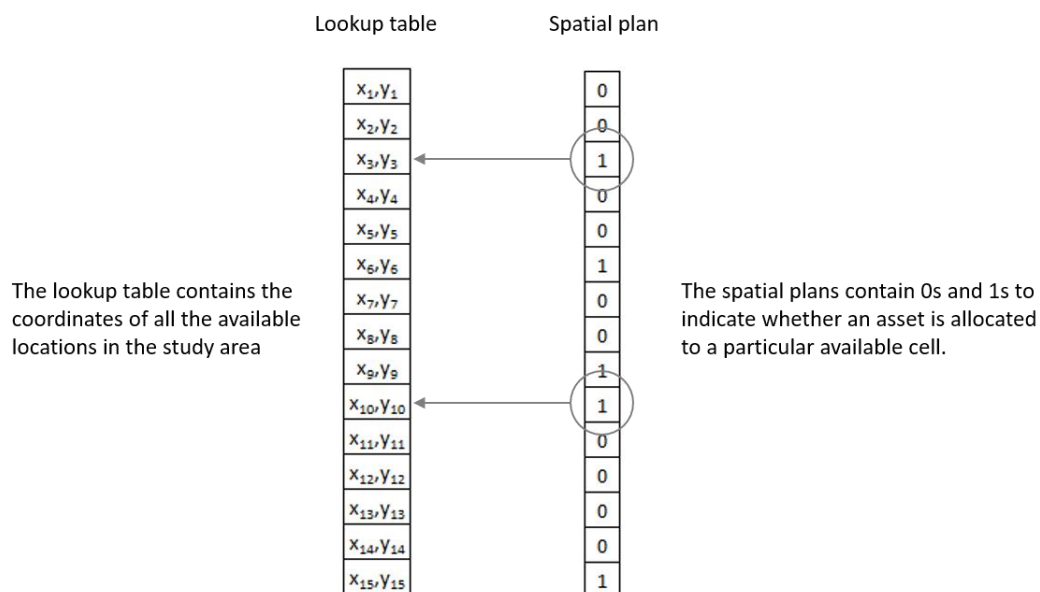 Lookup table
Spatial plan
x₁,y₁
x₂,y₂
x₃,y₃
x₄,y₄
x₅,y₅
x₆,y₆
x₇,y₇
x₈,y₈
x₉,y₉
x₁₀,y₁₀
x₁₁,y₁₁
x₁₂,y₁₂
x₁₃,y₁₃
x₁₄,y₁₄
x₁₅,y₁₅
0
0
1
0
0
1
0
0
1
1
0
0
0
0
1
The lookup table contains the
coordinates of all the available
locations in the study area
The spatial plans contain 0s and 1s to
indicate whether an asset is allocated
to a particular available cell.